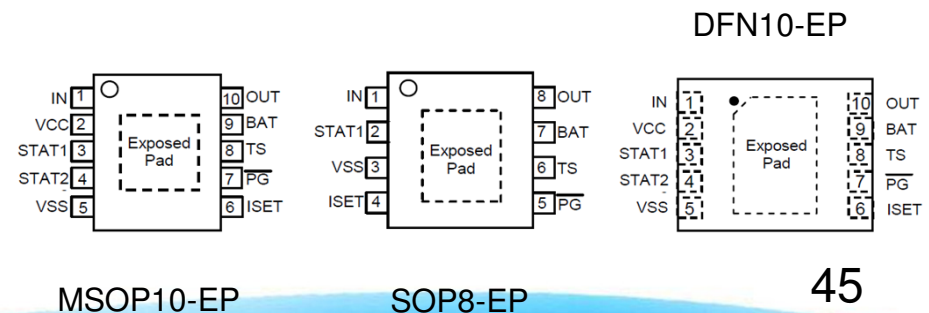 DFN10-EP
IN 1 10 OUT
VCC 2 9 BAT
STAT1 3 8 TS
STAT2 4 7 PG
VSS 5 6 ISET
Exposed
Pad
MSOP10-EP
IN 1 8 OUT
STAT1 2 7 BAT
VSS 3 6 TS
ISET 4 5 PG
Exposed
Pad
SOP8-EP
IN 1 10 OUT
VCC 2 9 BAT
STAT1 3 8 TS
STAT2 4 7 PG
VSS 5 6 ISET
Exposed
Pad
45